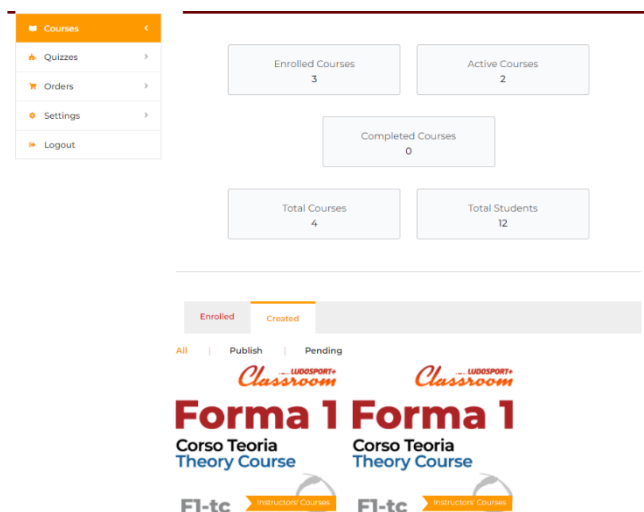 Courses
Quizzes
Orders
Settings
Logout
Enrolled Courses
3
Active Courses
2
Completed Courses
0
Total Courses
4
Total Students
12
Enrolled
Created
All | Publish | Pending
LUDOSPORT+
Classroom
Forma 1
Corso Teoria
Theory Course
F1-tc
Instructors' Courses
LUDOSPORT+
Classroom
Forma 1
Corso Teoria
Theory Course
F1-tc
Instructors' Courses